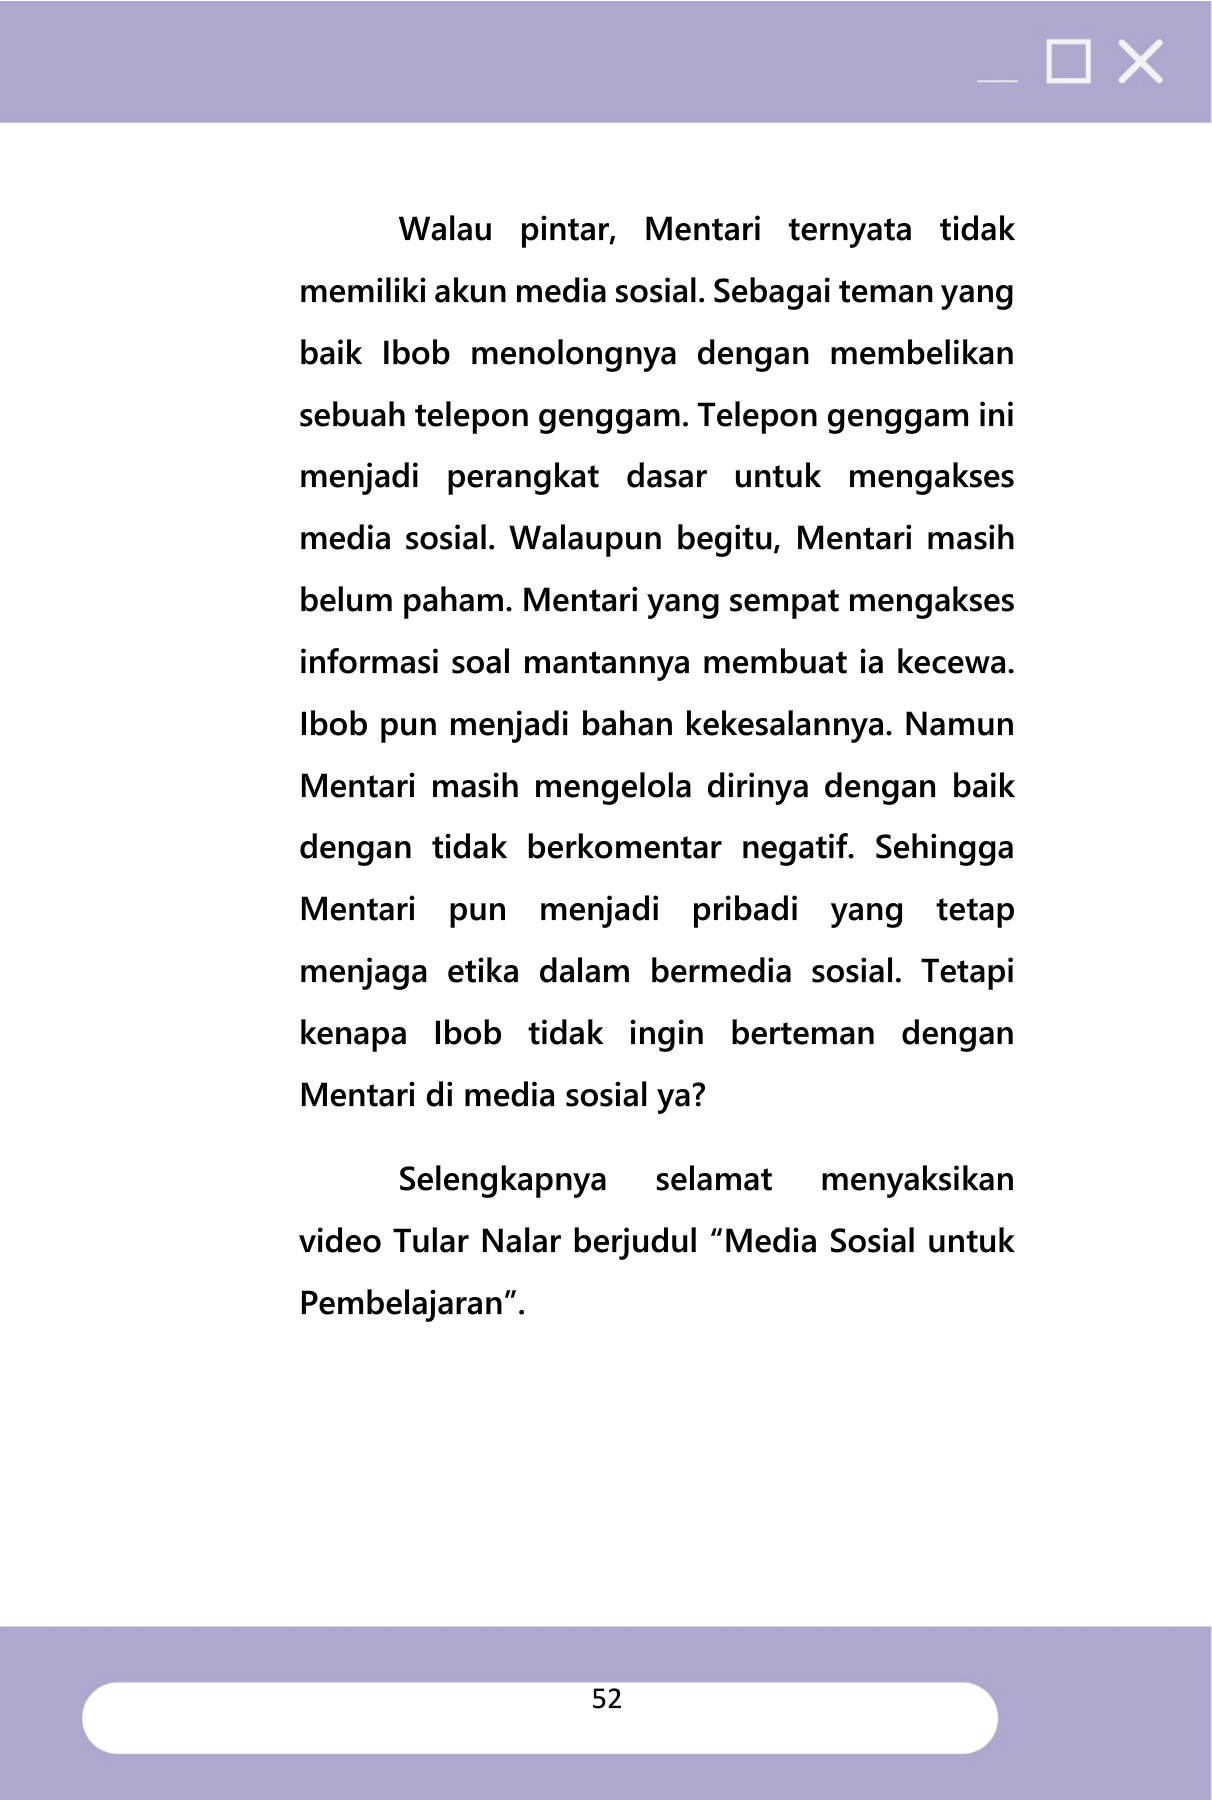 Walau pintar, Mentari ternyata tidak
memiliki akun media sosial. Sebagai teman yang
baik Ibob menolongnya dengan membelikan
sebuah telepon genggam. Telepon genggam ini
menjadi perangkat dasar untuk mengakses
media sosial. Walaupun begitu, Mentari masih
belum paham. Mentari yang sempat mengakses
informasi soal mantannya membuat ia kecewa.
Ibob pun menjadi bahan kekesalannya. Namun
Mentari masih mengelola dirinya dengan baik
dengan tidak berkomentar negatif. Sehingga
Mentari pun menjadi pribadi yang tetap
menjaga etika dalam bermedia sosial. Tetapi
kenapa Ibob tidak ingin berteman dengan
Mentari di media sosial ya?
Selengkapnya selamat menyaksikan
video Tular Nalar berjudul “Media Sosial untuk
Pembelajaran”.
52